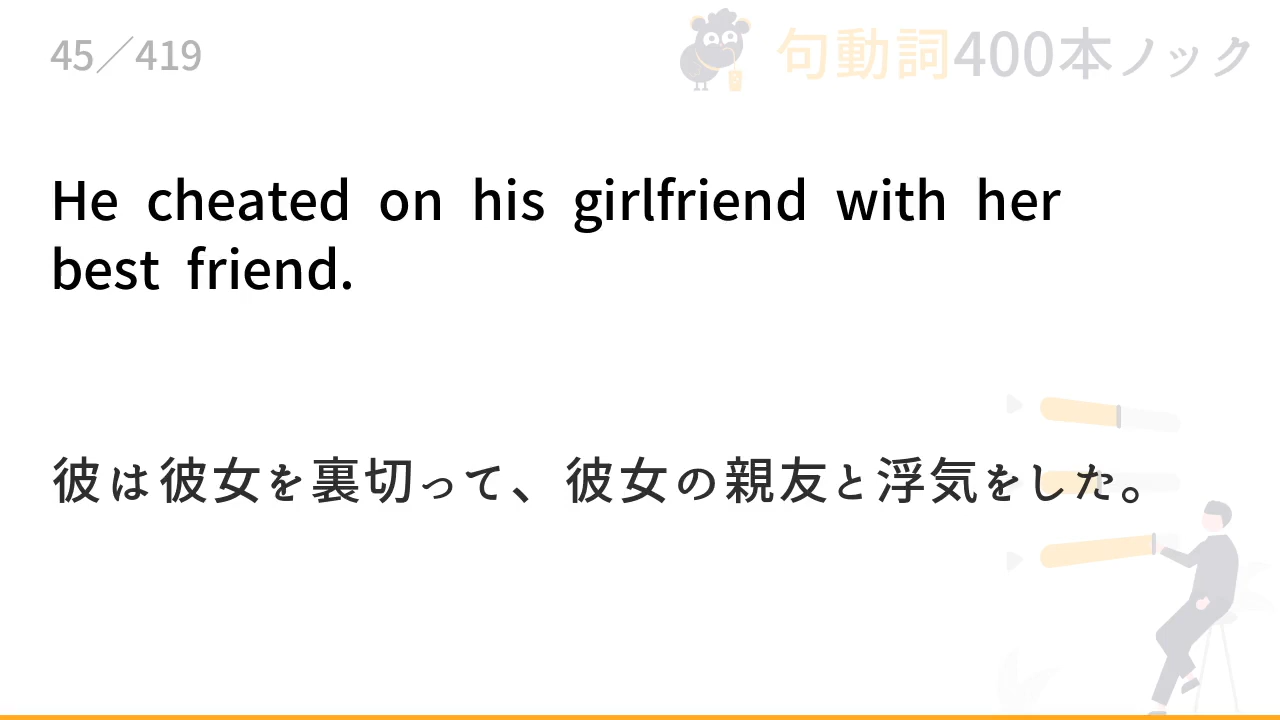 45／419
句動詞400本ノック
He cheated on his girlfriend with her
best friend.
彼は彼女を裏切って、彼女の親友と浮気をした。